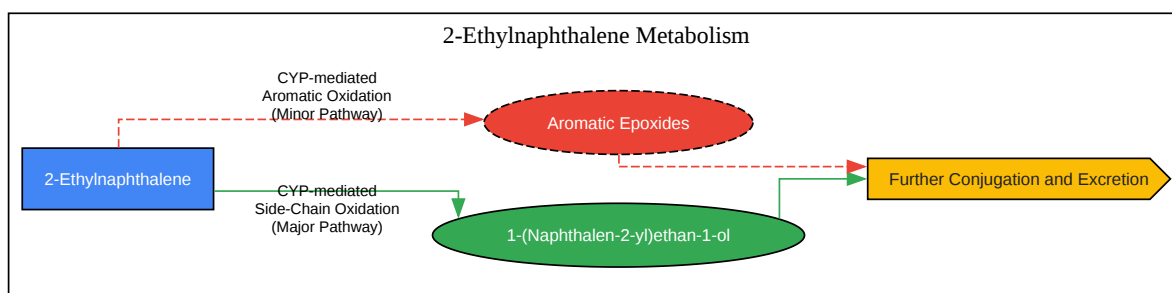 2-Ethylnaphthalene Metabolism
CYP-mediated
Aromatic Oxidation
(Minor Pathway)
Aromatic Epoxides
2-Ethylnaphthalene
Further Conjugation and Excretion
CYP-mediated
Side-Chain Oxidation
(Major Pathway)
1-(Naphthalen-2-yl)ethan-1-ol